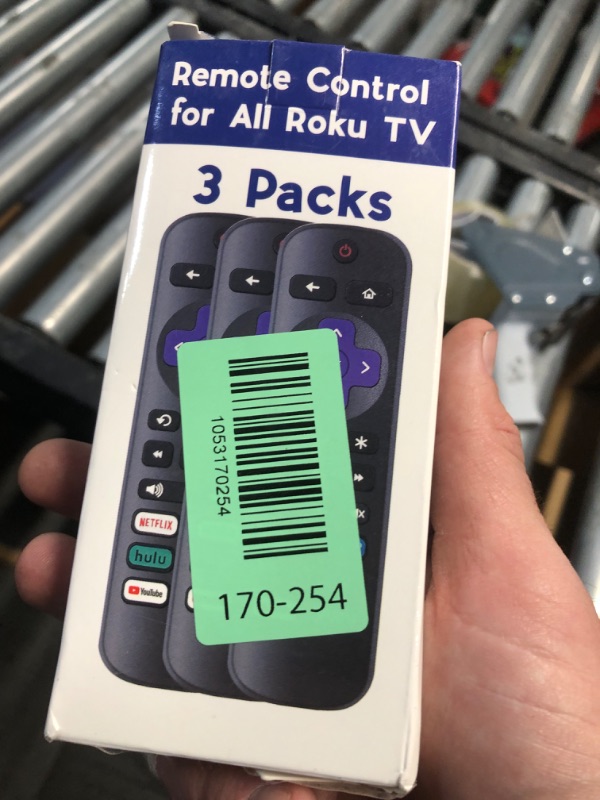 Remote Control
for All Roku TV
3 Packs
NETFLIX
hulu
YouTube
1053170254
170-254